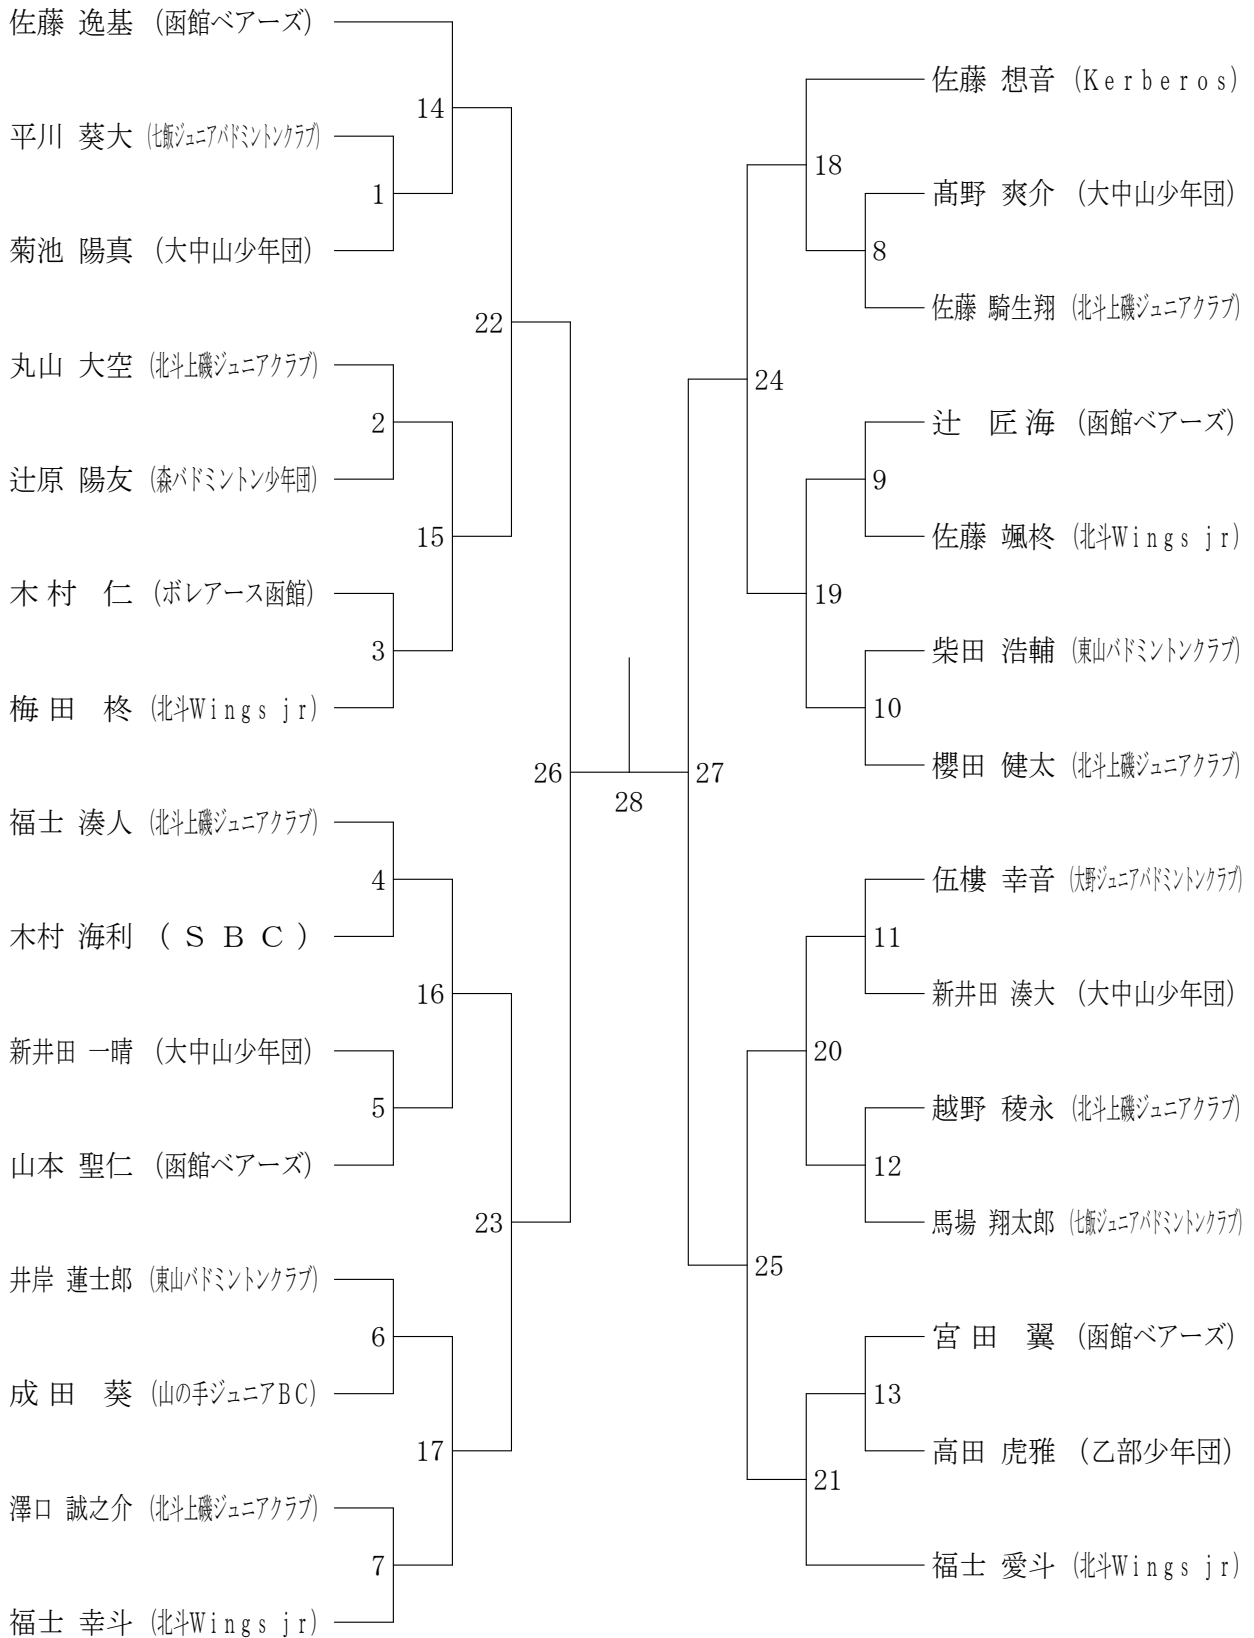 佐藤 逸基 (函館ベアーズ)
平川 葵大 (七飯ジュニアバドミントンクラブ)
菊池 陽真 (大中山少年団)
丸山 大空 (北斗上磯ジュニアクラブ)
辻原 陽友 (森バドミントン少年団)
木村 仁 (ボレアース函館)
梅田 柊 (北斗Wings jr)
福士 湊人 (北斗上磯ジュニアクラブ)
木村 海利 (SBC)
新井田 一晴 (大中山少年団)
山本 聖仁 (函館ベアーズ)
井岸 蓮士郎 (東山バドミントンクラブ)
成田 葵 (山の手ジュニアBC)
澤口 誠之介 (北斗上磯ジュニアクラブ)
福士 幸斗 (北斗Wings jr)
1
2
3
4
5
6
7
14
15
16
17
22
23
26
28
27
24
25
18
19
20
21
8
9
10
11
12
13
佐藤 想音 (Kerberos)
髙野 爽介 (大中山少年団)
佐藤 騎生翔 (北斗上磯ジュニアクラブ)
辻 匠海 (函館ベアーズ)
佐藤 颯柊 (北斗Wings jr)
柴田 浩輔 (東山バドミントンクラブ)
櫻田 健太 (北斗上磯ジュニアクラブ)
伍樓 幸音 (大野ジュニアバドミントンクラブ)
新井田 湊大 (大中山少年団)
越野 稜永 (北斗上磯ジュニアクラブ)
馬場 翔太郎 (七飯ジュニアバドミントンクラブ)
宮田 翼 (函館ベアーズ)
高田 虎雅 (乙部少年団)
福士 愛斗 (北斗Wings jr)